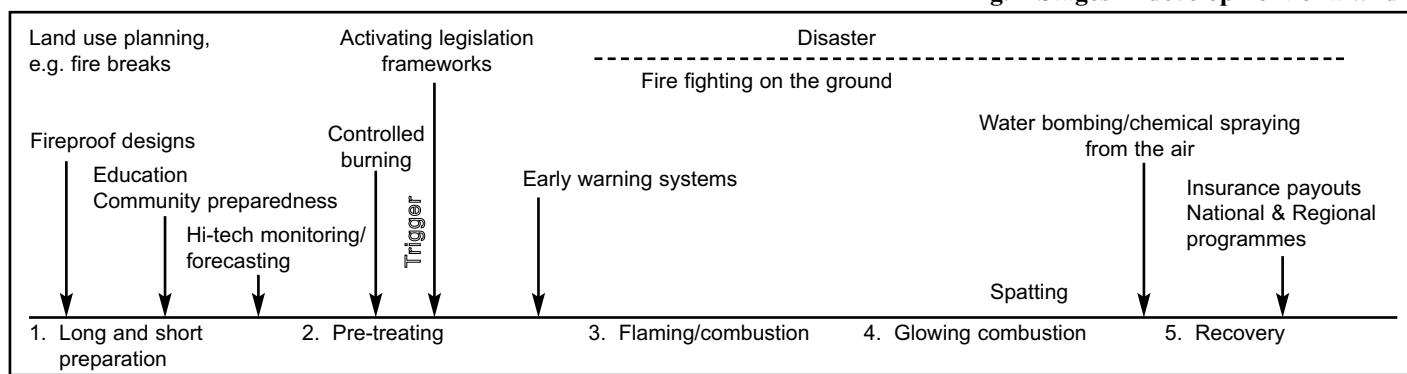 Land use planning,
e.g. fire breaks
Activating legislation
frameworks
Disaster
Fire fighting on the ground
Fireproof designs
Education
Community preparedness
Hi-tech monitoring/
forecasting
Controlled
burning
Trigger
Early warning systems
Water bombing/chemical spraying
from the air
Insurance payouts
National & Regional
programmes
Spatting
1. Long and short
preparation
2. Pre-treating
3. Flaming/combustion
4. Glowing combustion
5. Recovery